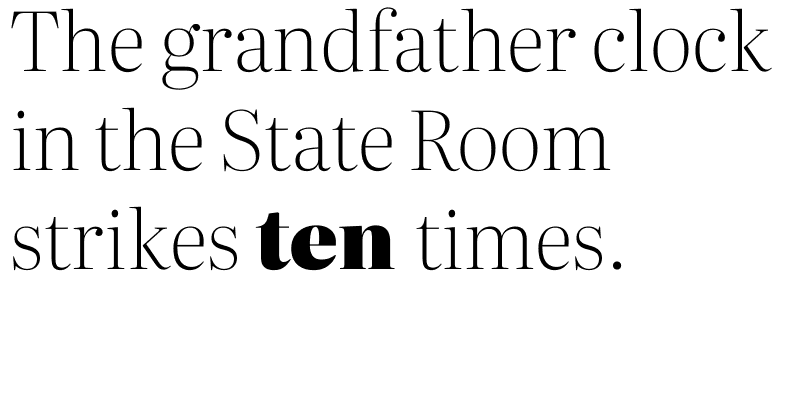 The grandfather clock
in the State Room
strikes ten times.